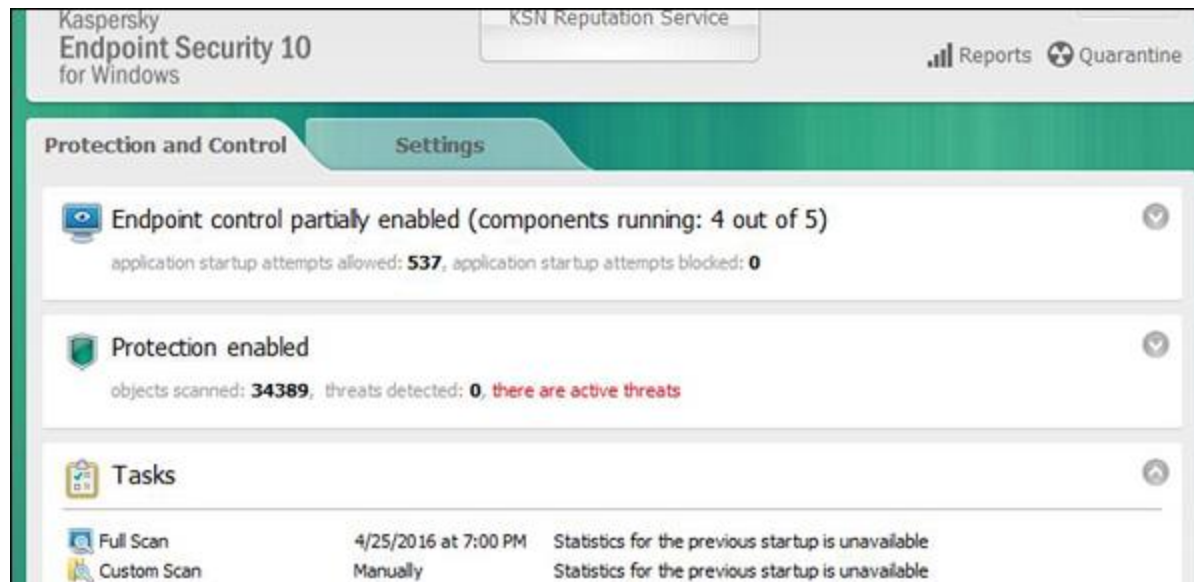 Kaspersky
Endpoint Security 10
for Windows
KSN Reputation Service
Reports Quarantine
Protection and Control Settings
Endpoint control partially enabled (components running: 4 out of 5)
application startup attempts allowed: 537, application startup attempts blocked: 0
Protection enabled
objects scanned: 34389, threats detected: 0, there are active threats
Tasks
Full Scan 4/25/2016 at 7:00 PM Statistics for the previous startup is unavailable
Custom Scan Manually Statistics for the previous startup is unavailable